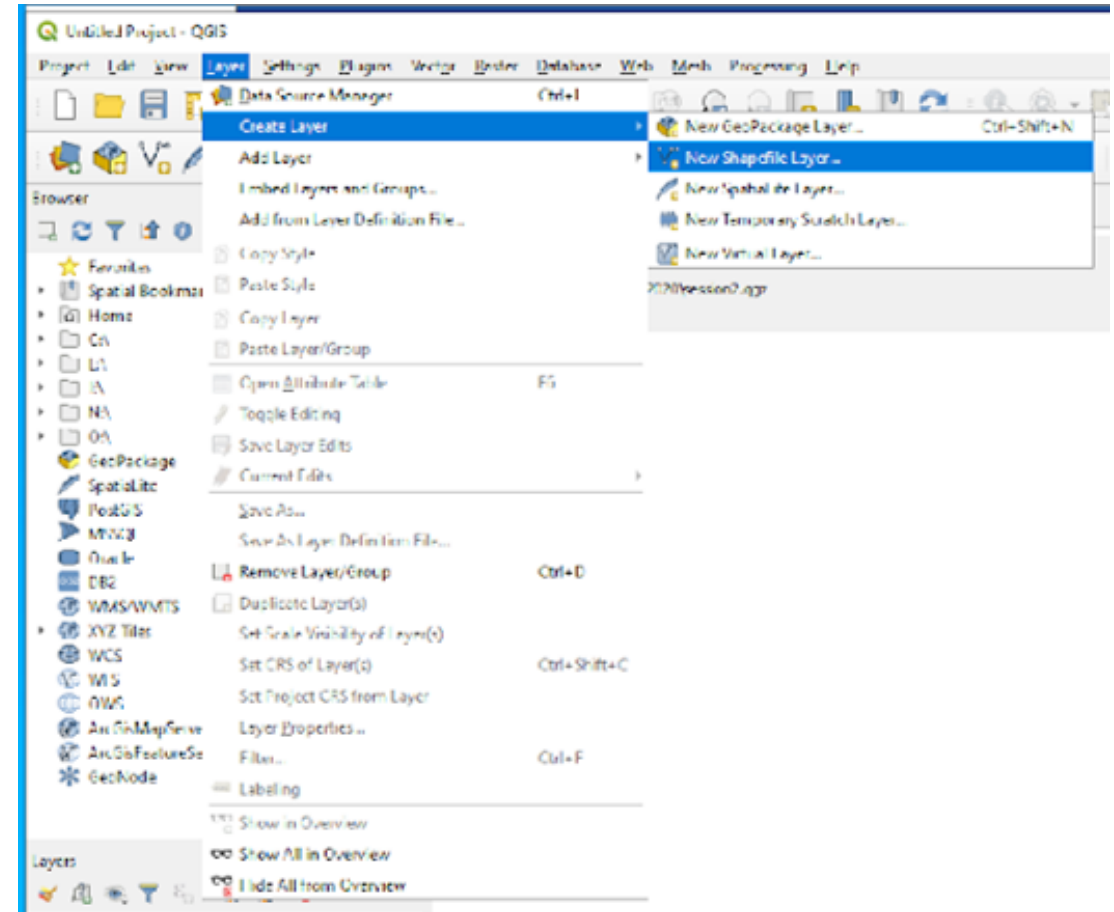 Untitled Project - QGIS
Project Edit View Layer Settings Plugins Vector Raster Database Web Mesh Processing Help
Data Source Manager Ctrl+L
Create Layer
Add Layer
Embed Layers and Groups...
Add from Layer Definition File...
Copy Style
Paste Style
Copy Layer
Paste Layer/Group
Open Attribute Table F6
Toggle Editing
Save Layer Edits
Current Edits
Save As...
Save As Layer Definition File...
Remove Layer/Group Ctrl+D
Duplicate Layer(s)
Set Scale Visibility of Layer(s)
Set CRS of Layer(s) Ctrl+Shift+C
Set Project CRS from Layer
Layer Properties...
Filter... Ctrl+F
Labeling
Show in Overview
Show All in Overview
Hide All from Overview
New GeoPackage Layer... Ctrl+Shift+N
New Shapefile Layer...
New SpatiaLite Layer...
New Temporary Scratch Layer...
New Virtual Layer...
2020\session2.qgz
Browser
Favorites
Spatial Bookmar
Home
C:\
L:\
N:\
O:\
GeoPackage
SpatiaLite
PostGIS
MSSQL
Oracle
DB2
WMS/WMTS
XYZ Tiles
WCS
WFS
OWS
ArcGisMapServe
ArcGisFeatureSe
GeoNode
Layers